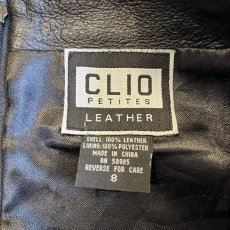 CLIO
PETITES
LEATHER
SHELL: 100% LEATHER
LINING: 100% POLYESTER
MADE IN CHINA
RN 58985
REVERSE FOR CARE
8